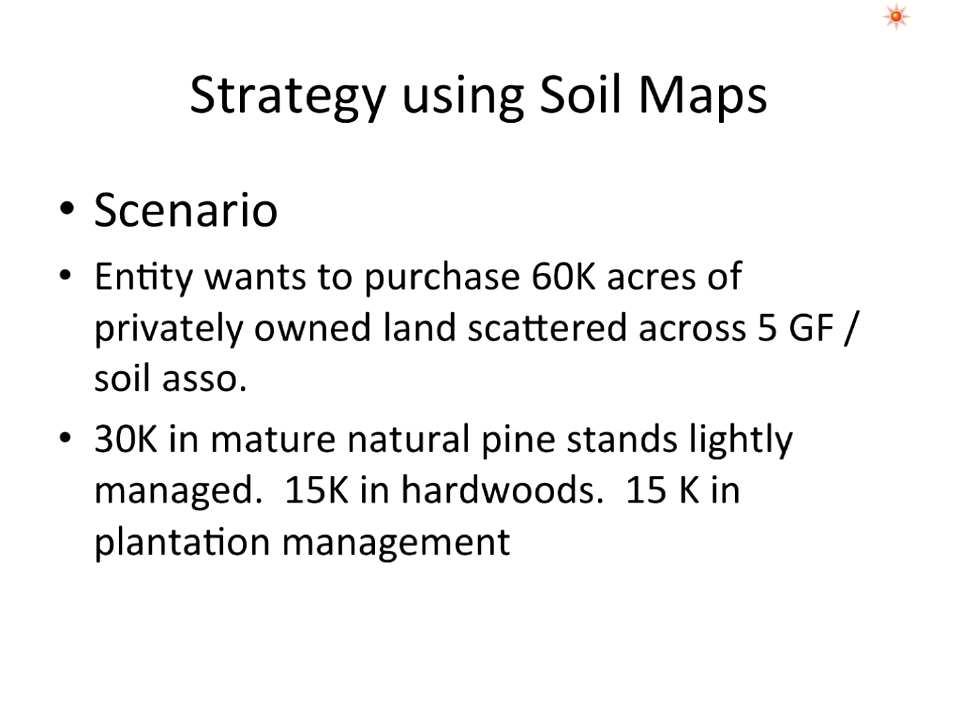 Strategy using Soil Maps
• Scenario
• Entity wants to purchase 60K acres of
privately owned land scattered across 5 GF /
soil asso.
• 30K in mature natural pine stands lightly
managed.  15K in hardwoods.  15 K in
plantation management